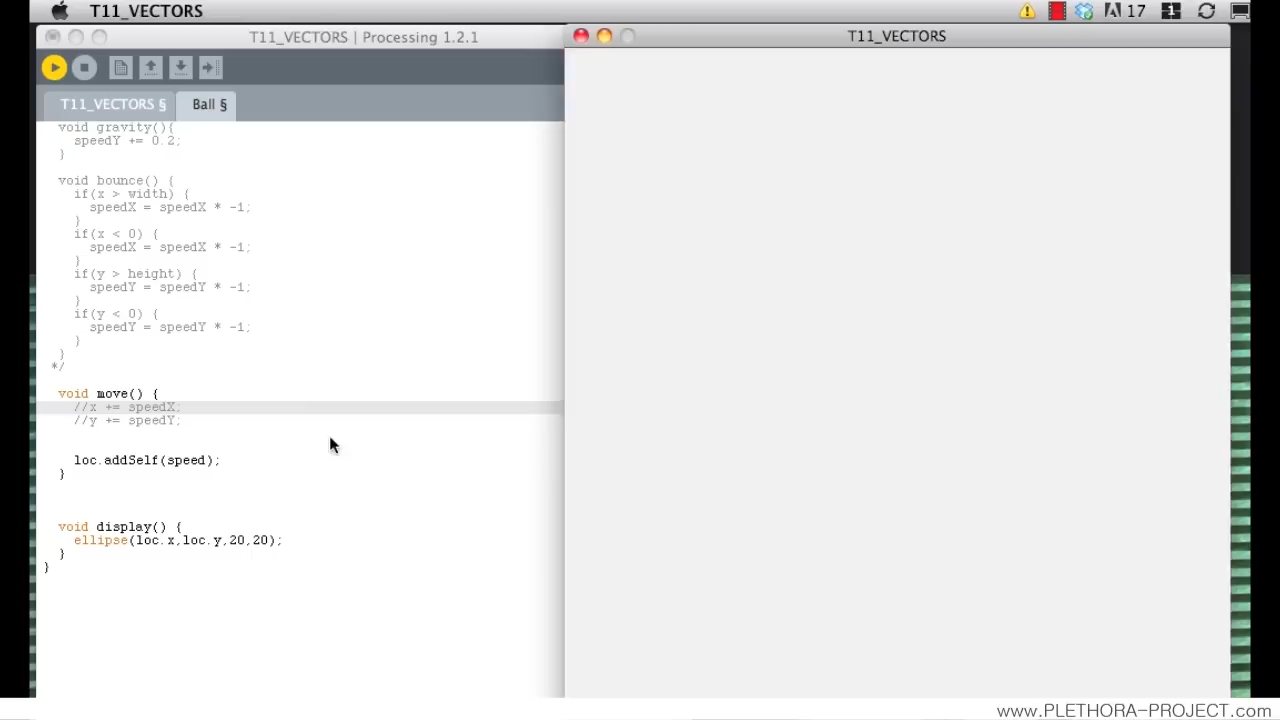 T11_VECTORS
17
1
T11_VECTORS | Processing 1.2.1
T11_VECTORS
T11_VECTORS §
Ball §
void gravity(){
speedY += 0.2;
}
void bounce() {
if(x > width) {
speedX = speedX * -1;
}
if(x < 0) {
speedX = speedX * -1;
}
if(y > height) {
speedY = speedY * -1;
}
if(y < 0) {
speedY = speedY * -1;
}
}
*/
void move() {
//x += speedX;
//y += speedY;
loc.addSelf(speed);
}
void display() {
ellipse(loc.x,loc.y,20,20);
}
}
www.PLETHORA-PROJECT.com